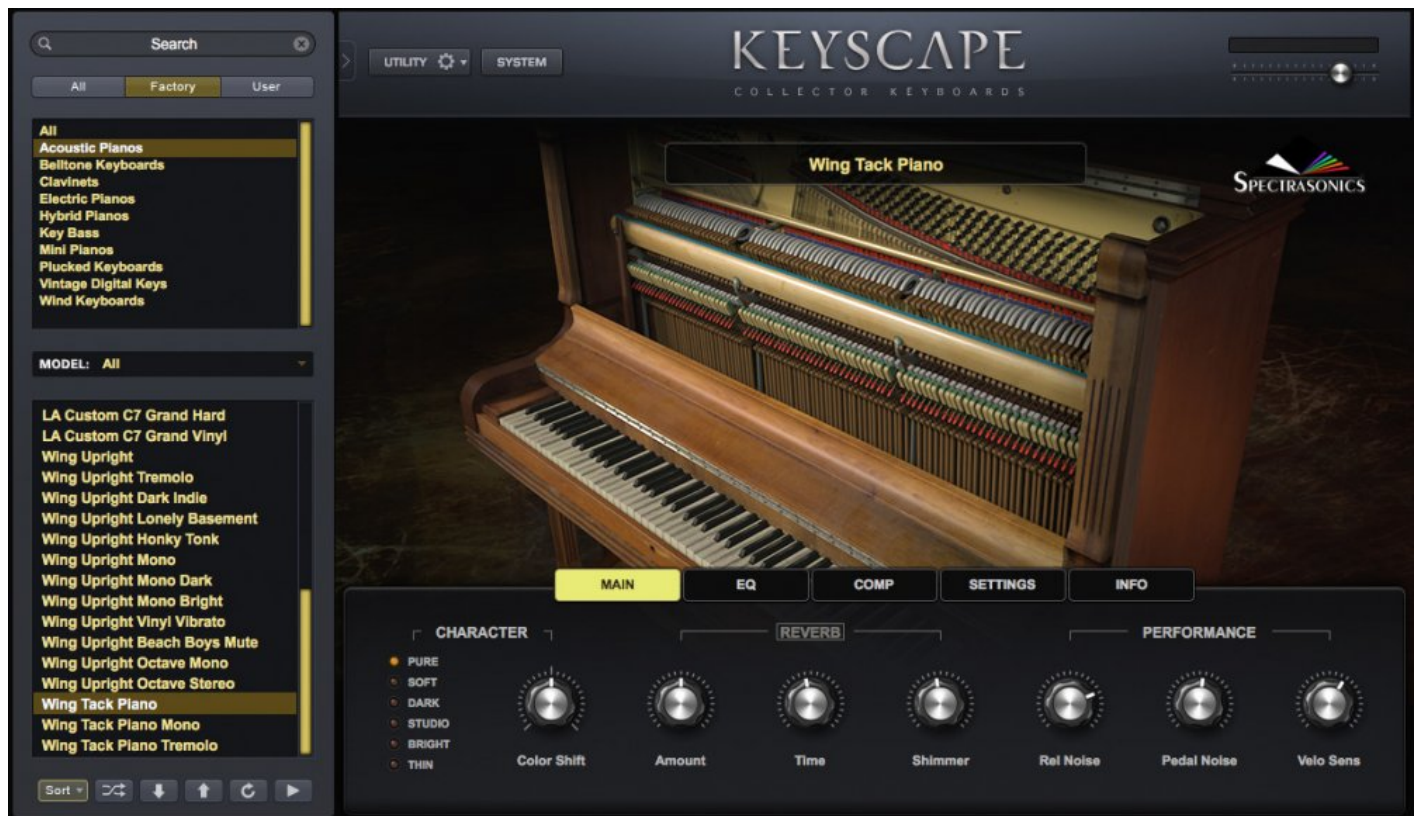 Search
All Factory User
All
Acoustic Pianos
Belltone Keyboards
Clavinets
Electric Pianos
Hybrid Pianos
Key Bass
Mini Pianos
Plucked Keyboards
Vintage Digital Keys
Wind Keyboards
MODEL: All
LA Custom C7 Grand Hard
LA Custom C7 Grand Vinyl
Wing Upright
Wing Upright Tremolo
Wing Upright Dark Indie
Wing Upright Lonely Basement
Wing Upright Honky Tonk
Wing Upright Mono
Wing Upright Mono Dark
Wing Upright Mono Bright
Wing Upright Vinyl Vibrato
Wing Upright Beach Boys Mute
Wing Upright Octave Mono
Wing Upright Octave Stereo
Wing Tack Piano
Wing Tack Piano Mono
Wing Tack Piano Tremolo
Sort
UTILITY SYSTEM
KEYSCAPE
COLLECTOR KEYBOARDS
Wing Tack Piano
SPECTRASONICS
MAIN EQ COMP SETTINGS INFO
CHARACTER REVERB PERFORMANCE
PURE
SOFT
DARK
STUDIO
BRIGHT
THIN
Color Shift Amount Time Shimmer Rel Noise Pedal Noise Velo Sens